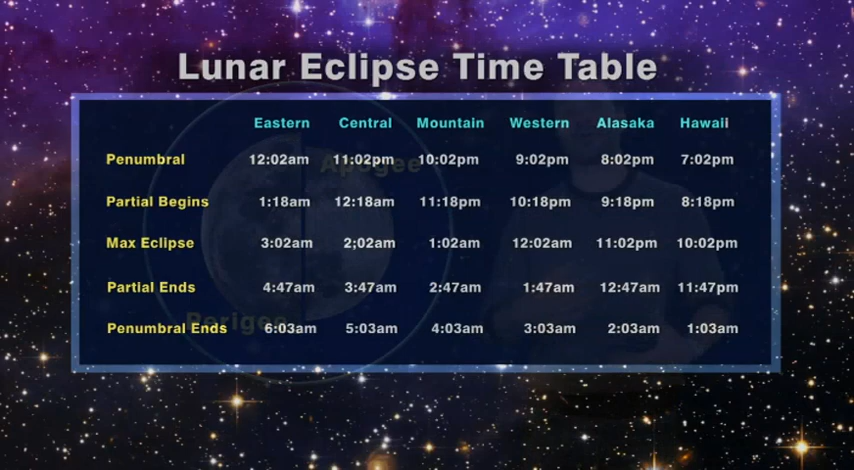 Lunar Eclipse Time Table
Eastern Central Mountain Western Alasaka Hawaii
Penumbral 12:02am 11:02pm 10:02pm 9:02pm 8:02pm 7:02pm
Apogee
Partial Begins 1:18am 12:18am 11:18pm 10:18pm 9:18pm 8:18pm
Max Eclipse 3:02am 2;02am 1:02am 12:02am 11:02pm 10:02pm
Partial Ends 4:47am 3:47am 2:47am 1:47am 12:47am 11:47pm
Perigee
Penumbral Ends 6:03am 5:03am 4:03am 3:03am 2:03am 1:03am